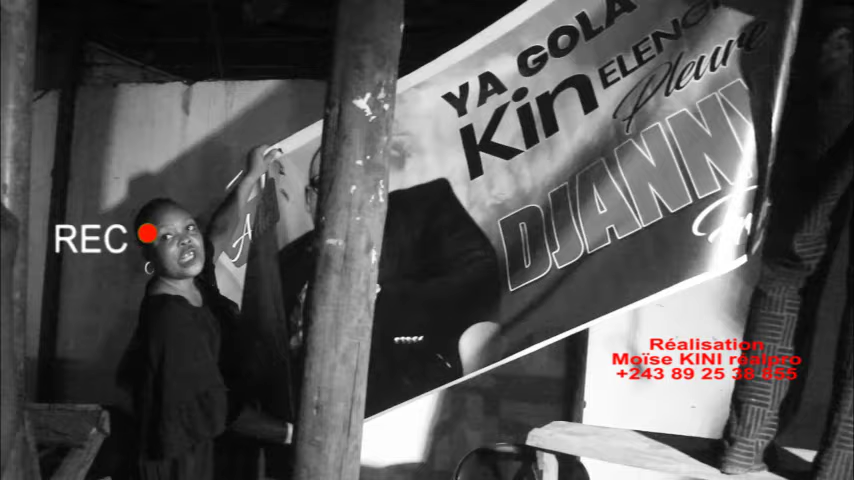 YA GOLA
Kin ELENGI
Pleure
DJANNY
REC
Réalisation
Moïse KINI réalpro
+243 89 25 38 855